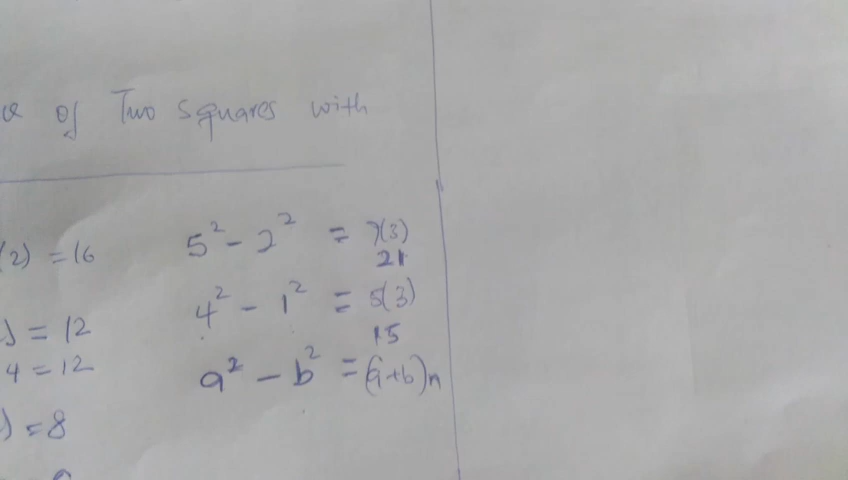 of Two Squares with
(2) = 16
5² - 2² = 7(3)
21
) = 12
4² - 1² = 5(3)
15
4 = 12
a² - b² = (a+b)n
) = 8